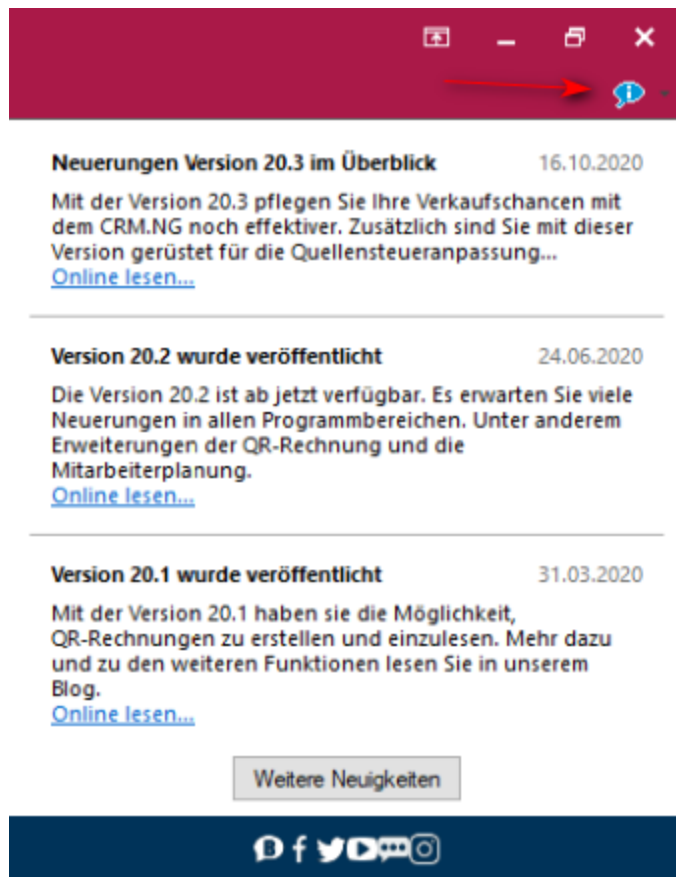 Neuerungen Version 20.3 im Überblick 16.10.2020
Mit der Version 20.3 pflegen Sie Ihre Verkaufschancen mit
dem CRM.NG noch effektiver. Zusätzlich sind Sie mit dieser
Version gerüstet für die Quellensteueranpassung...
Online lesen...
Version 20.2 wurde veröffentlicht 24.06.2020
Die Version 20.2 ist ab jetzt verfügbar. Es erwarten Sie viele
Neuerungen in allen Programmbereichen. Unter anderem
Erweiterungen der QR-Rechnung und die
Mitarbeiterplanung.
Online lesen...
Version 20.1 wurde veröffentlicht 31.03.2020
Mit der Version 20.1 haben sie die Möglichkeit,
QR-Rechnungen zu erstellen und einzulesen. Mehr dazu
und zu den weiteren Funktionen lesen Sie in unserem
Blog.
Online lesen...
Weitere Neuigkeiten